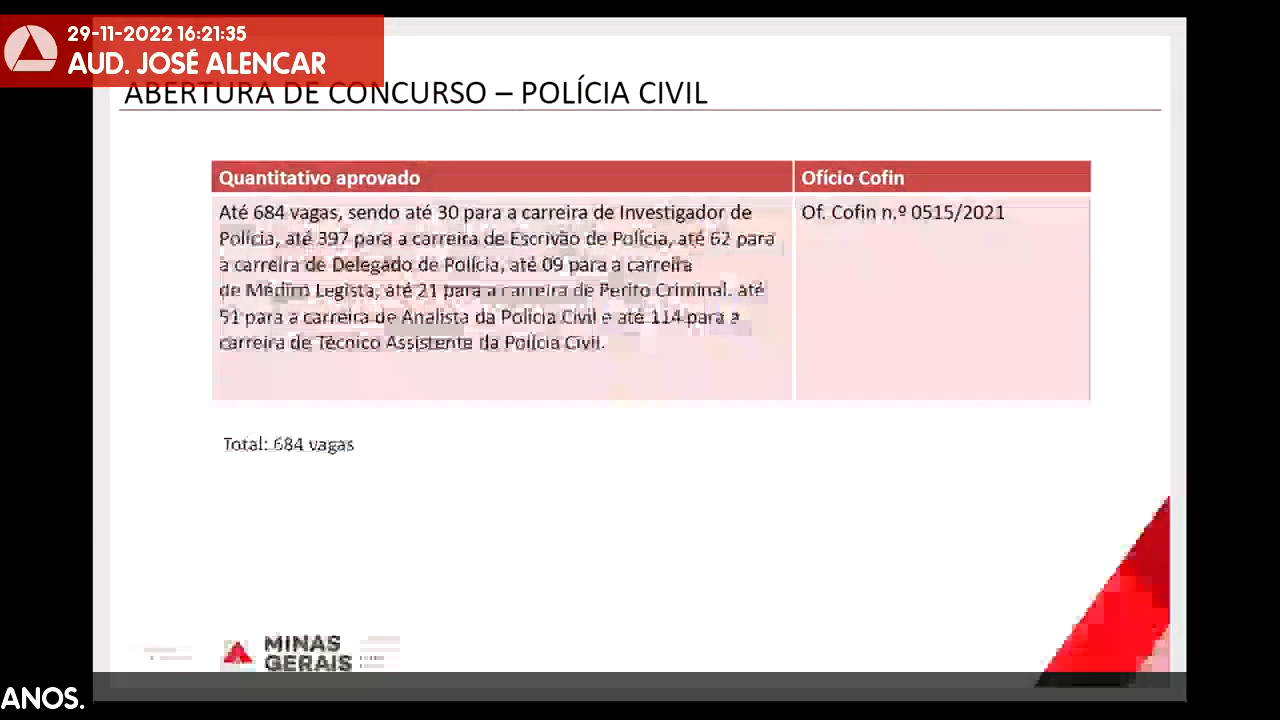 29-11-2022 16:21:35
AUD. JOSÉ ALENCAR
ABERTURA DE CONCURSO – POLÍCIA CIVIL
Quantitativo aprovado
Até 684 vagas, sendo até 30 para a carreira de Investigador de
Polícia, até 397 para a carreira de Escrivão de Polícia, até 62 para
a carreira de Delegado de Polícia, até 09 para a carreira
de Médico Legista, até 21 para a carreira de Perito Criminal, até
51 para a carreira de Analista da Polícia Civil e até 114 para a
carreira de Técnico Assistente da Polícia Civil.
Ofício Cofin
Of. Cofin n.º 0515/2021
Total: 684 vagas
MINAS
GERAIS
ANOS.